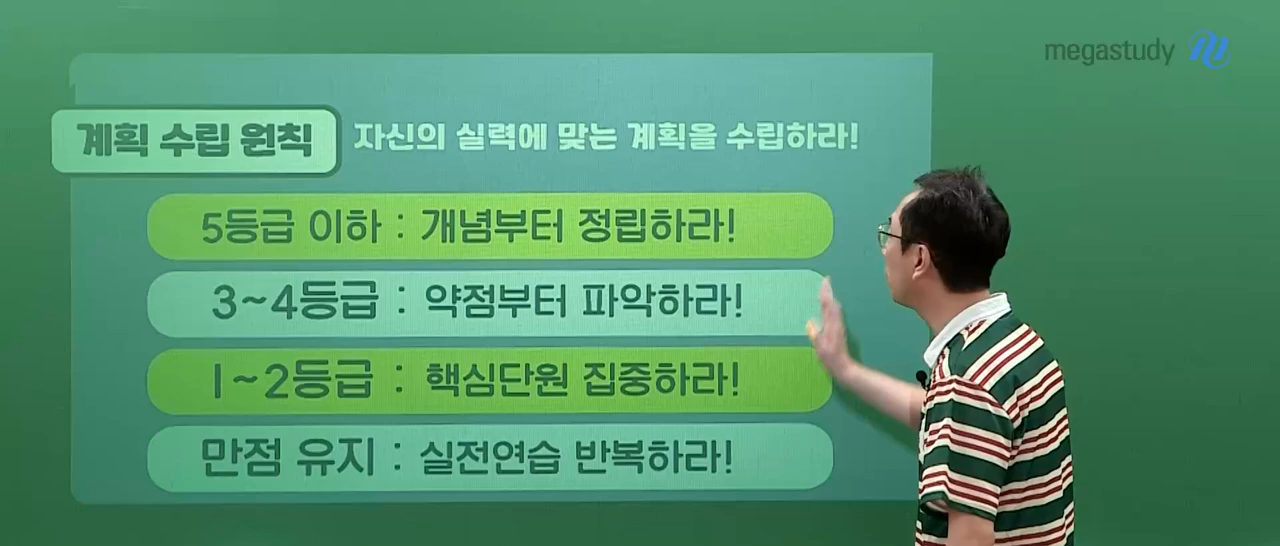 megastudy
계획 수립 원칙 자신의 실력에 맞는 계획을 수립하라!
5등급 이하 : 개념부터 정립하라!
3~4등급 : 약점부터 파악하라!
1~2등급 : 핵심단원 집중하라!
만점 유지 : 실전연습 반복하라!